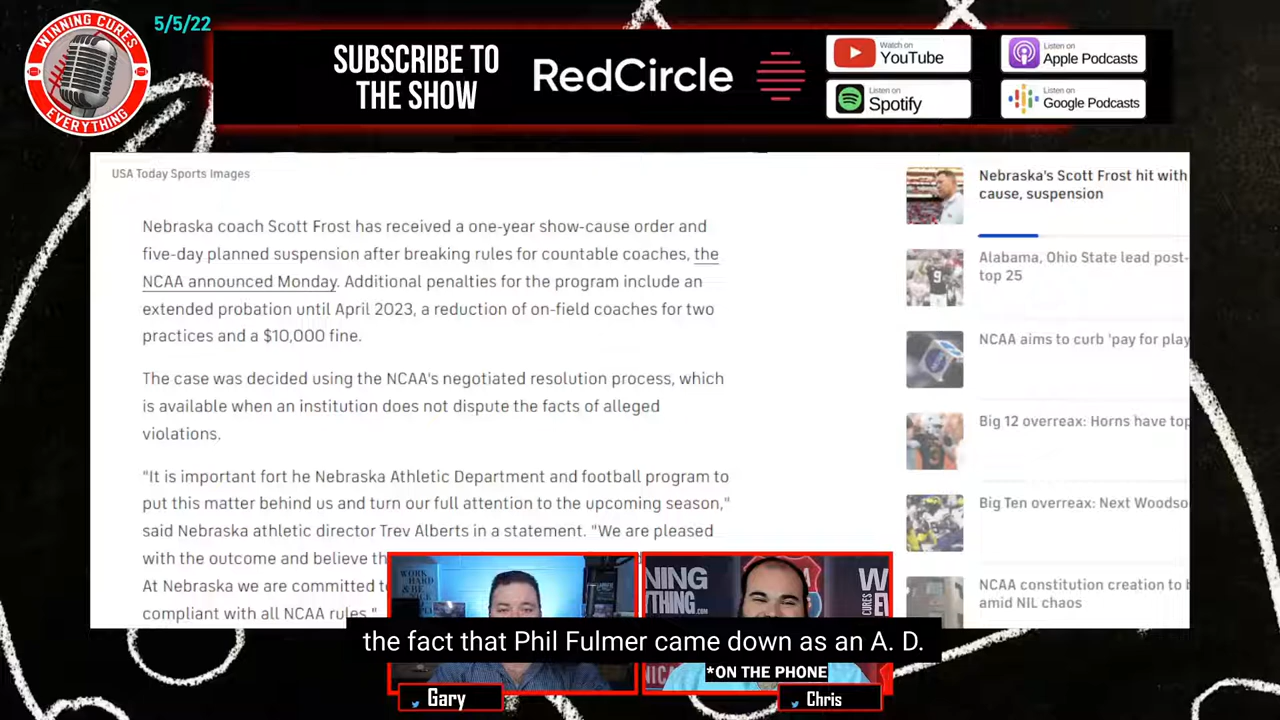 5/5/22
WINNING CURES
EVERYTHING
SUBSCRIBE TO
THE SHOW
RedCircle
Watch on
YouTube
Listen on
Spotify
Listen on
Apple Podcasts
Listen on
Google Podcasts
USA Today Sports Images
Nebraska coach Scott Frost has received a one-year show-cause order and
five-day planned suspension after breaking rules for countable coaches, the
NCAA announced Monday. Additional penalties for the program include an
extended probation until April 2023, a reduction of on-field coaches for two
practices and a $10,000 fine.
The case was decided using the NCAA's negotiated resolution process, which
is available when an institution does not dispute the facts of alleged
violations.
"It is important fort he Nebraska Athletic Department and football program to
put this matter behind us and turn our full attention to the upcoming season,"
said Nebraska athletic director Trev Alberts in a statement. "We are pleased
with the outcome and believe th
At Nebraska we are committed t
compliant with all NCAA rules."
Nebraska's Scott Frost hit with
cause, suspension
Alabama, Ohio State lead post-
top 25
NCAA aims to curb 'pay for play
Big 12 overreax: Horns have top
Big Ten overreax: Next Woodso
NCAA constitution creation to b
amid NIL chaos
WORK
HARD
& BE
NING
YTHING
.COM
W
EV
the fact that Phil Fulmer came down as an A. D.
*ON THE PHONE
Gary
Chris